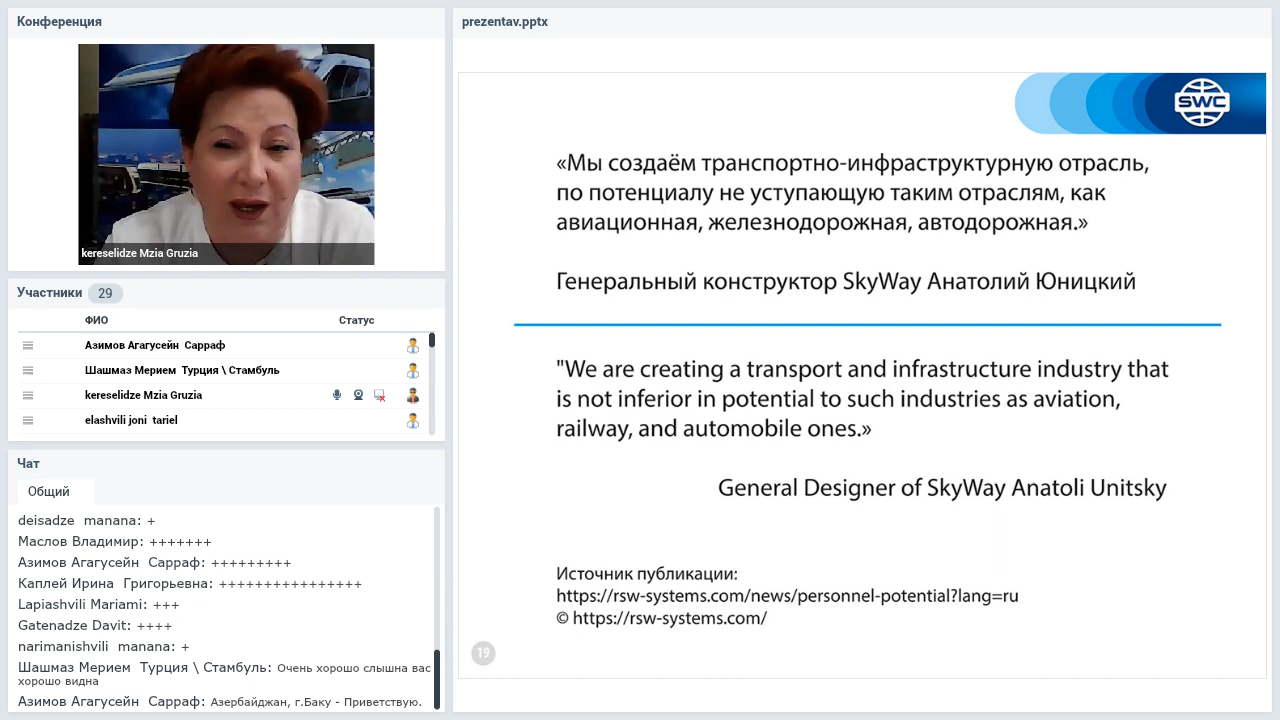 Конференция
kereselidze Mzia Gruzia
Участники 29
ФИО Статус
Азимов Агагусейн Сарраф
Шашмаз Мерием Турция \ Стамбуль
kereselidze Mzia Gruzia
elashvili joni tariel
Чат
Общий
deisadze manana: +
Маслов Владимир: +++++++
Азимов Агагусейн Сарраф: +++++++++
Каплей Ирина Григорьевна: ++++++++++++++++
Lapiashvili Mariami: +++
Gatenadze Davit: ++++
narimanishvili manana: +
Шашмаз Мерием Турция \ Стамбуль: Очень хорошо слышна вас
хорошо видна
Азимов Агагусейн Сарраф: Азербайджан, г.Баку - Приветствую.
prezentav.pptx
SWC
«Мы создаём транспортно-инфраструктурную отрасль,
по потенциалу не уступающую таким отраслям, как
авиационная, железнодорожная, автодорожная.»
Генеральный конструктор SkyWay Анатолий Юницкий
"We are creating a transport and infrastructure industry that
is not inferior in potential to such industries as aviation,
railway, and automobile ones.»
General Designer of SkyWay Anatoli Unitsky
Источник публикации:
https://rsw-systems.com/news/personnel-potential?lang=ru
© https://rsw-systems.com/
19